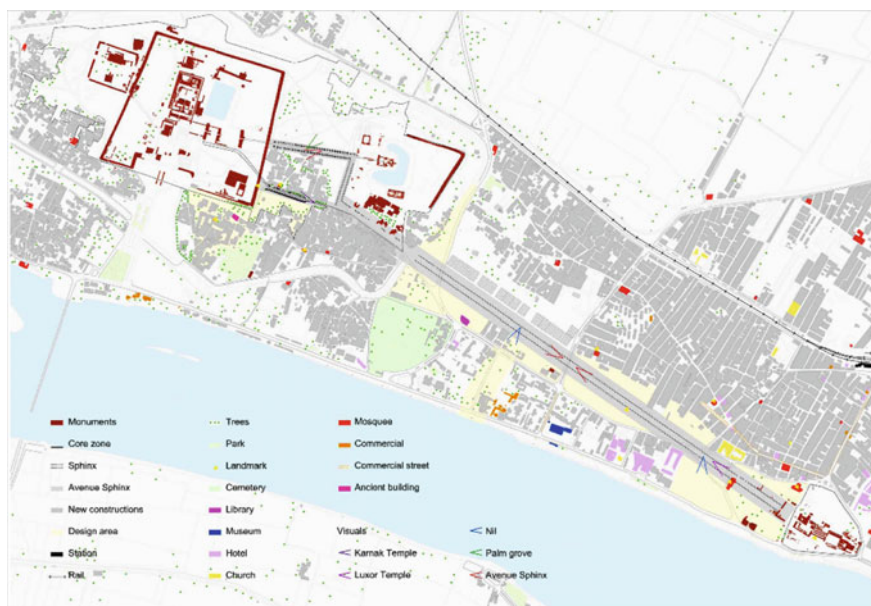 Monuments
Core zone
Sphinx
Avenue Sphinx
New constructions
Design area
Station
Rail
Trees
Park
Landmark
Cemetery
Library
Museum
Hotel
Church
Mosquee
Commercial
Commercial street
Ancient building
Visuals
Karnak Temple
Luxor Temple
Nil
Palm grove
Avenue Sphinx